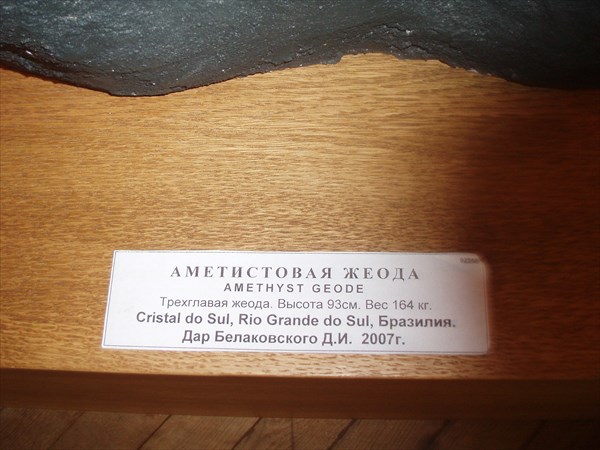 АМЕТИСТОВАЯ ЖЕОДА
AMETHYST GEODE
Трехглавая жеода. Высота 93см. Вес 164 кг.
Cristal do Sul, Rio Grande do Sul, Бразилия.
Дар Белаковского Д.И. 2007г.